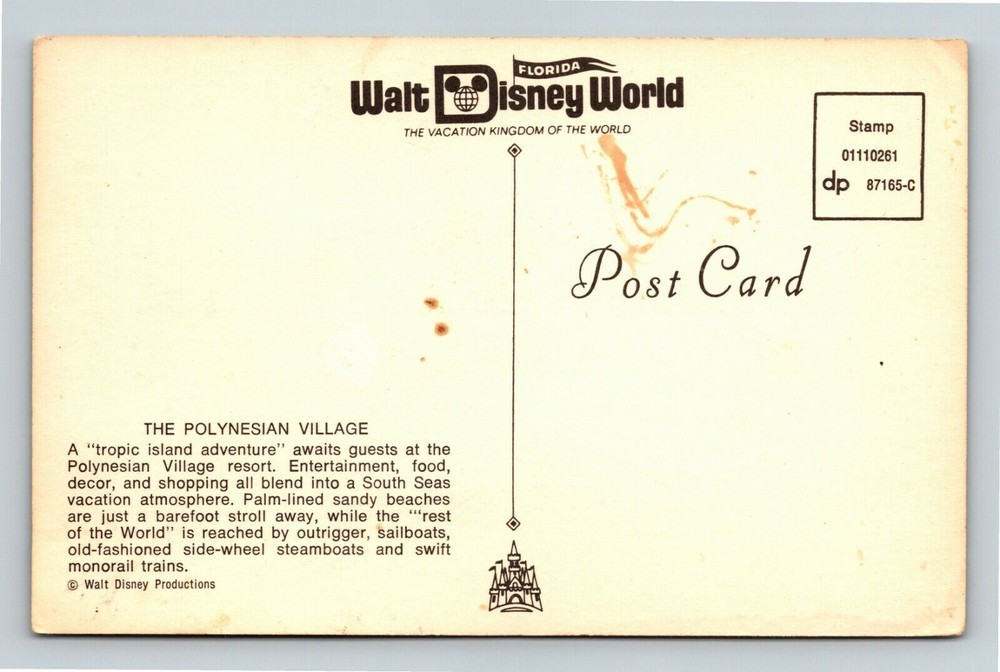 FLORIDA
Walt Disney World
THE VACATION KINGDOM OF THE WORLD
Stamp
01110261
dp 87165-C
Post Card
THE POLYNESIAN VILLAGE
A "tropic island adventure" awaits guests at the
Polynesian Village resort. Entertainment, food,
decor, and shopping all blend into a South Seas
vacation atmosphere. Palm-lined sandy beaches
are just a barefoot stroll away, while the "'rest
of the World" is reached by outrigger, sailboats,
old-fashioned side-wheel steamboats and swift
monorail trains.
© Walt Disney Productions